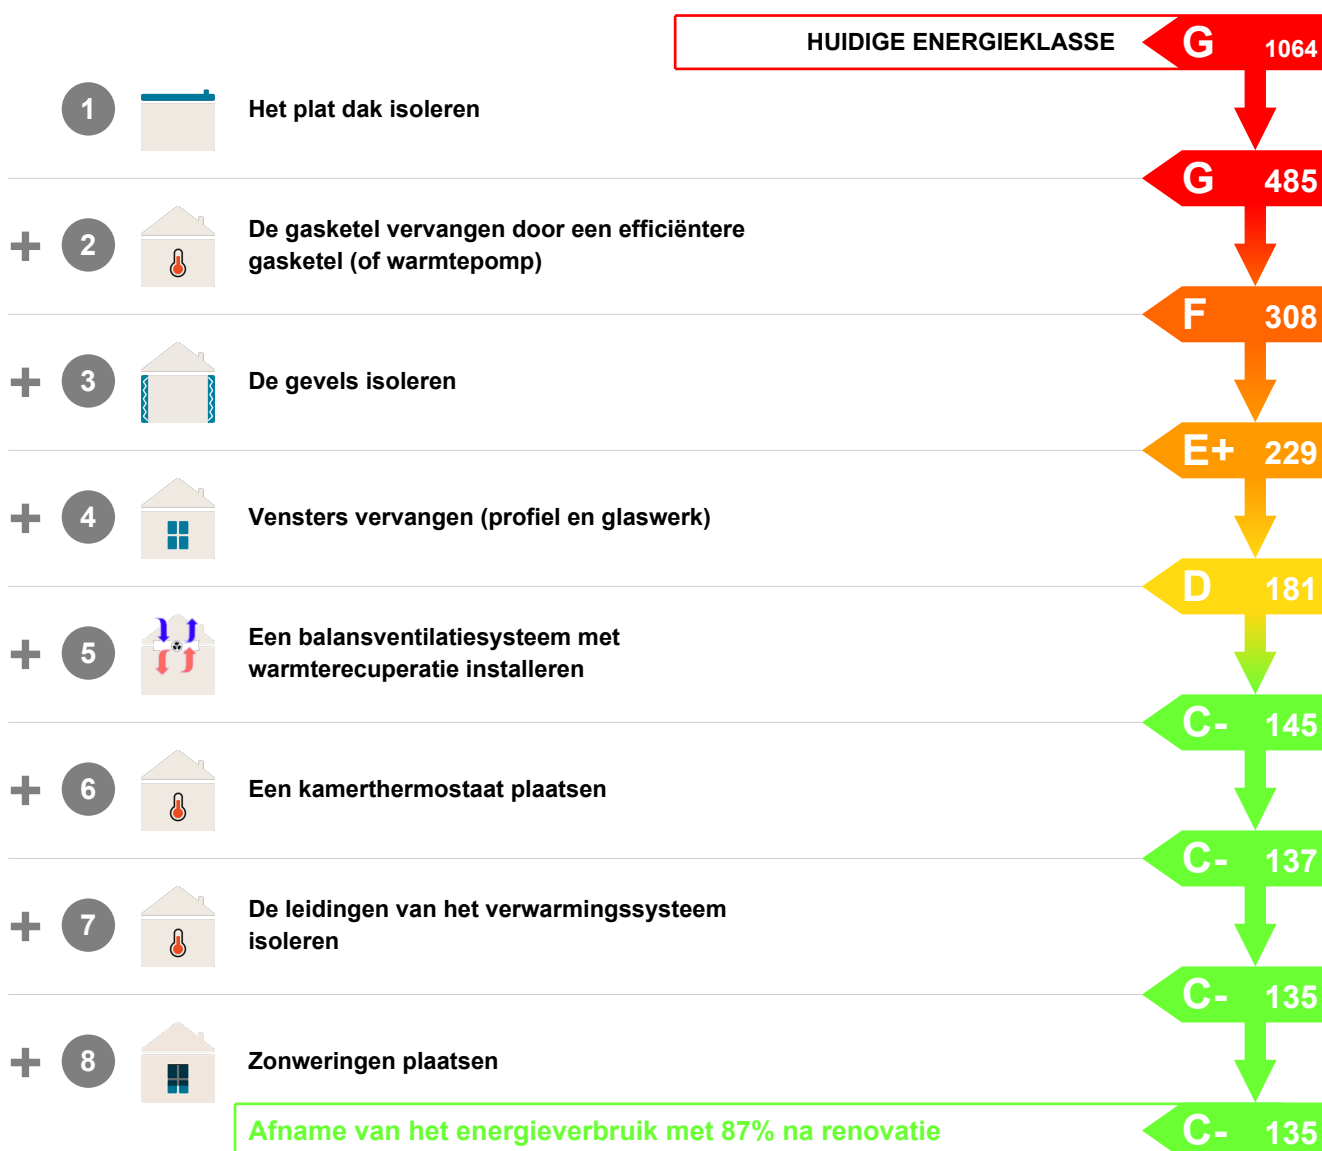 HUIDIGE ENERGIEKLASSE G 1064
1 Het plat dak isoleren
G 485
+ 2 De gasketel vervangen door een efficiëntere
gasketel (of warmtepomp)
F 308
+ 3 De gevels isoleren
E+ 229
+ 4 Vensters vervangen (profiel en glaswerk)
D 181
+ 5 Een balansventilatiesysteem met
warmterecuperatie installeren
C- 145
+ 6 Een kamerthermostaat plaatsen
C- 137
+ 7 De leidingen van het verwarmingssysteem
isoleren
C- 135
+ 8 Zonweringen plaatsen
Afname van het energieverbruik met 87% na renovatie C- 135